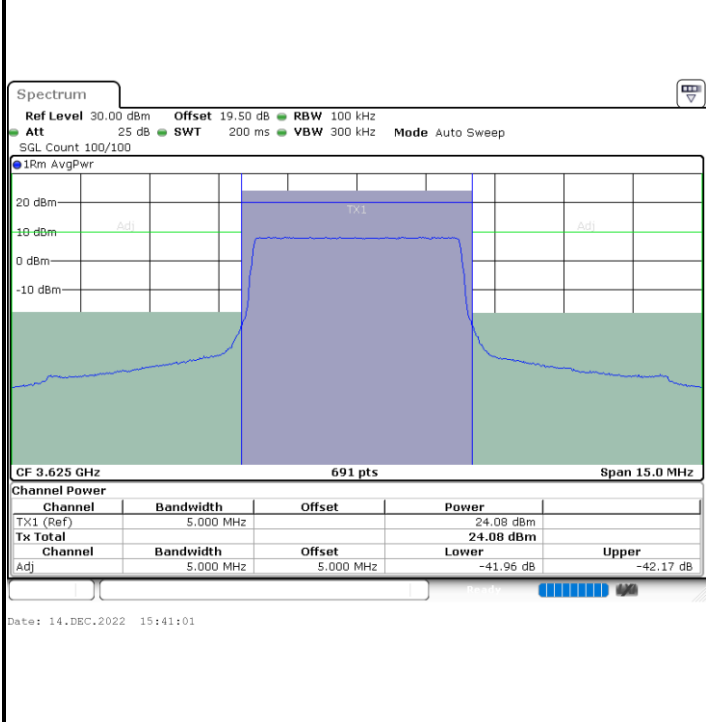 Spectrum
Ref Level 30.00 dBm Offset 19.50 dB RBW 100 kHz
Att 25 dB SWT 200 ms VBW 300 kHz Mode Auto Sweep
SGL Count 100/100
1Rm AvgPwr
20 dBm
TX1
Adj Adj
10 dBm
0 dBm
-10 dBm
CF 3.625 GHz 691 pts Span 15.0 MHz
Channel Power
Channel Bandwidth Offset Power
TX1 (Ref) 5.000 MHz 24.08 dBm
Tx Total 24.08 dBm
Channel Bandwidth Offset Lower Upper
Adj 5.000 MHz 5.000 MHz -41.96 dB -42.17 dB
Ready
Date: 14.DEC.2022 15:41:01